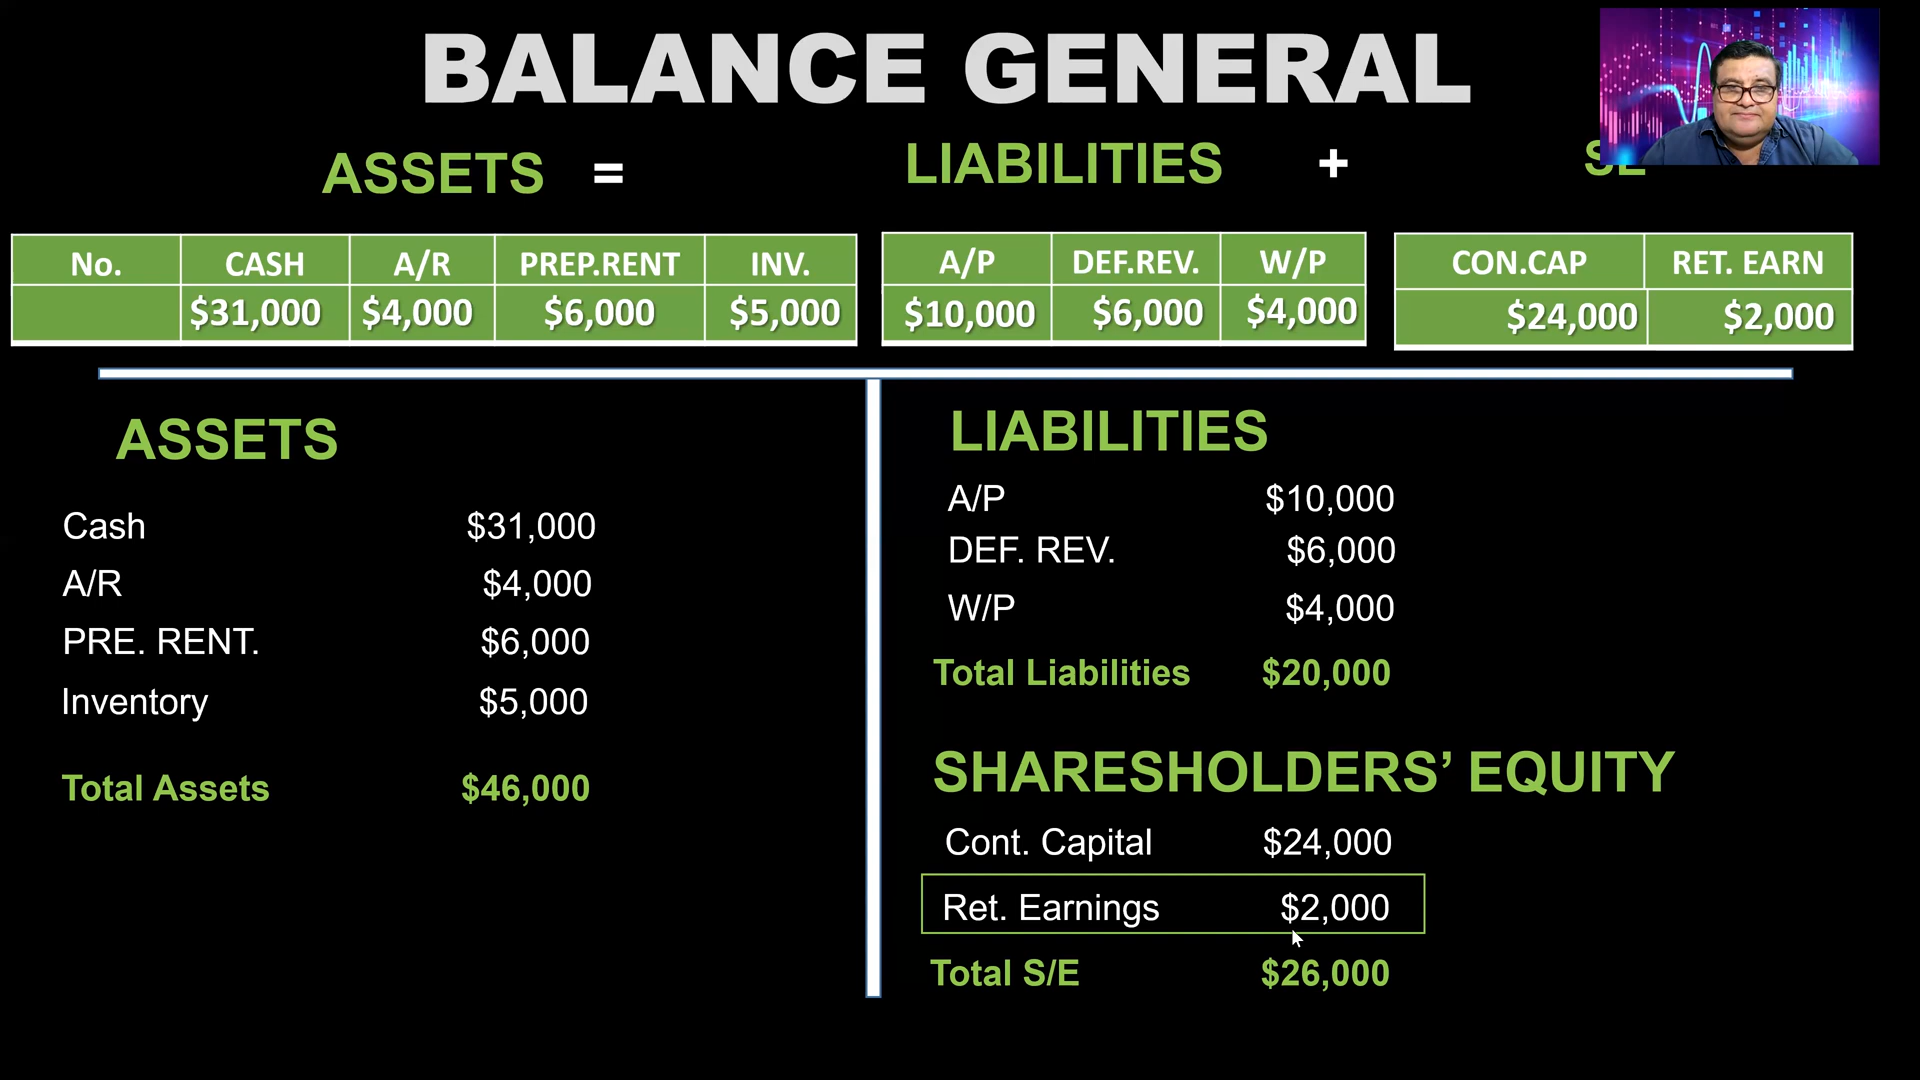 BALANCE GENERAL
ASSETS = LIABILITIES + SE
No. CASH A/R PREP.RENT INV. A/P DEF.REV. W/P CON.CAP RET. EARN
$31,000 $4,000 $6,000 $5,000 $10,000 $6,000 $4,000 $24,000 $2,000
ASSETS
Cash $31,000
A/R $4,000
PRE. RENT. $6,000
Inventory $5,000
Total Assets $46,000
LIABILITIES
A/P $10,000
DEF. REV. $6,000
W/P $4,000
Total Liabilities $20,000
SHARESHOLDERS’ EQUITY
Cont. Capital $24,000
Ret. Earnings $2,000
Total S/E $26,000